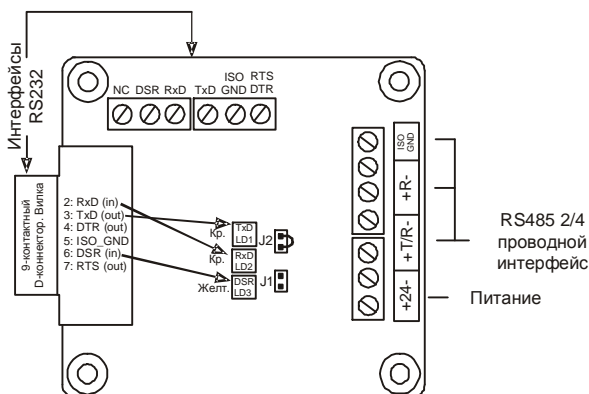 Интерфейсы
RS232
NC DSR RxD TxD ISO GND RTS DTR
9-контактный
D-коннектор. Вилка
2: RxD (in)
3: TxD (out)
4: DTR (out)
5: ISO_GND
6: DSR (in)
7: RTS (out)
Кр.
TxD
LD1
J2
Кр.
RxD
LD2
Желт.
DSR
LD3
J1
ISO
GND
+R-
+T/R-
+24-
RS485 2/4
проводной
интерфейс
Питание